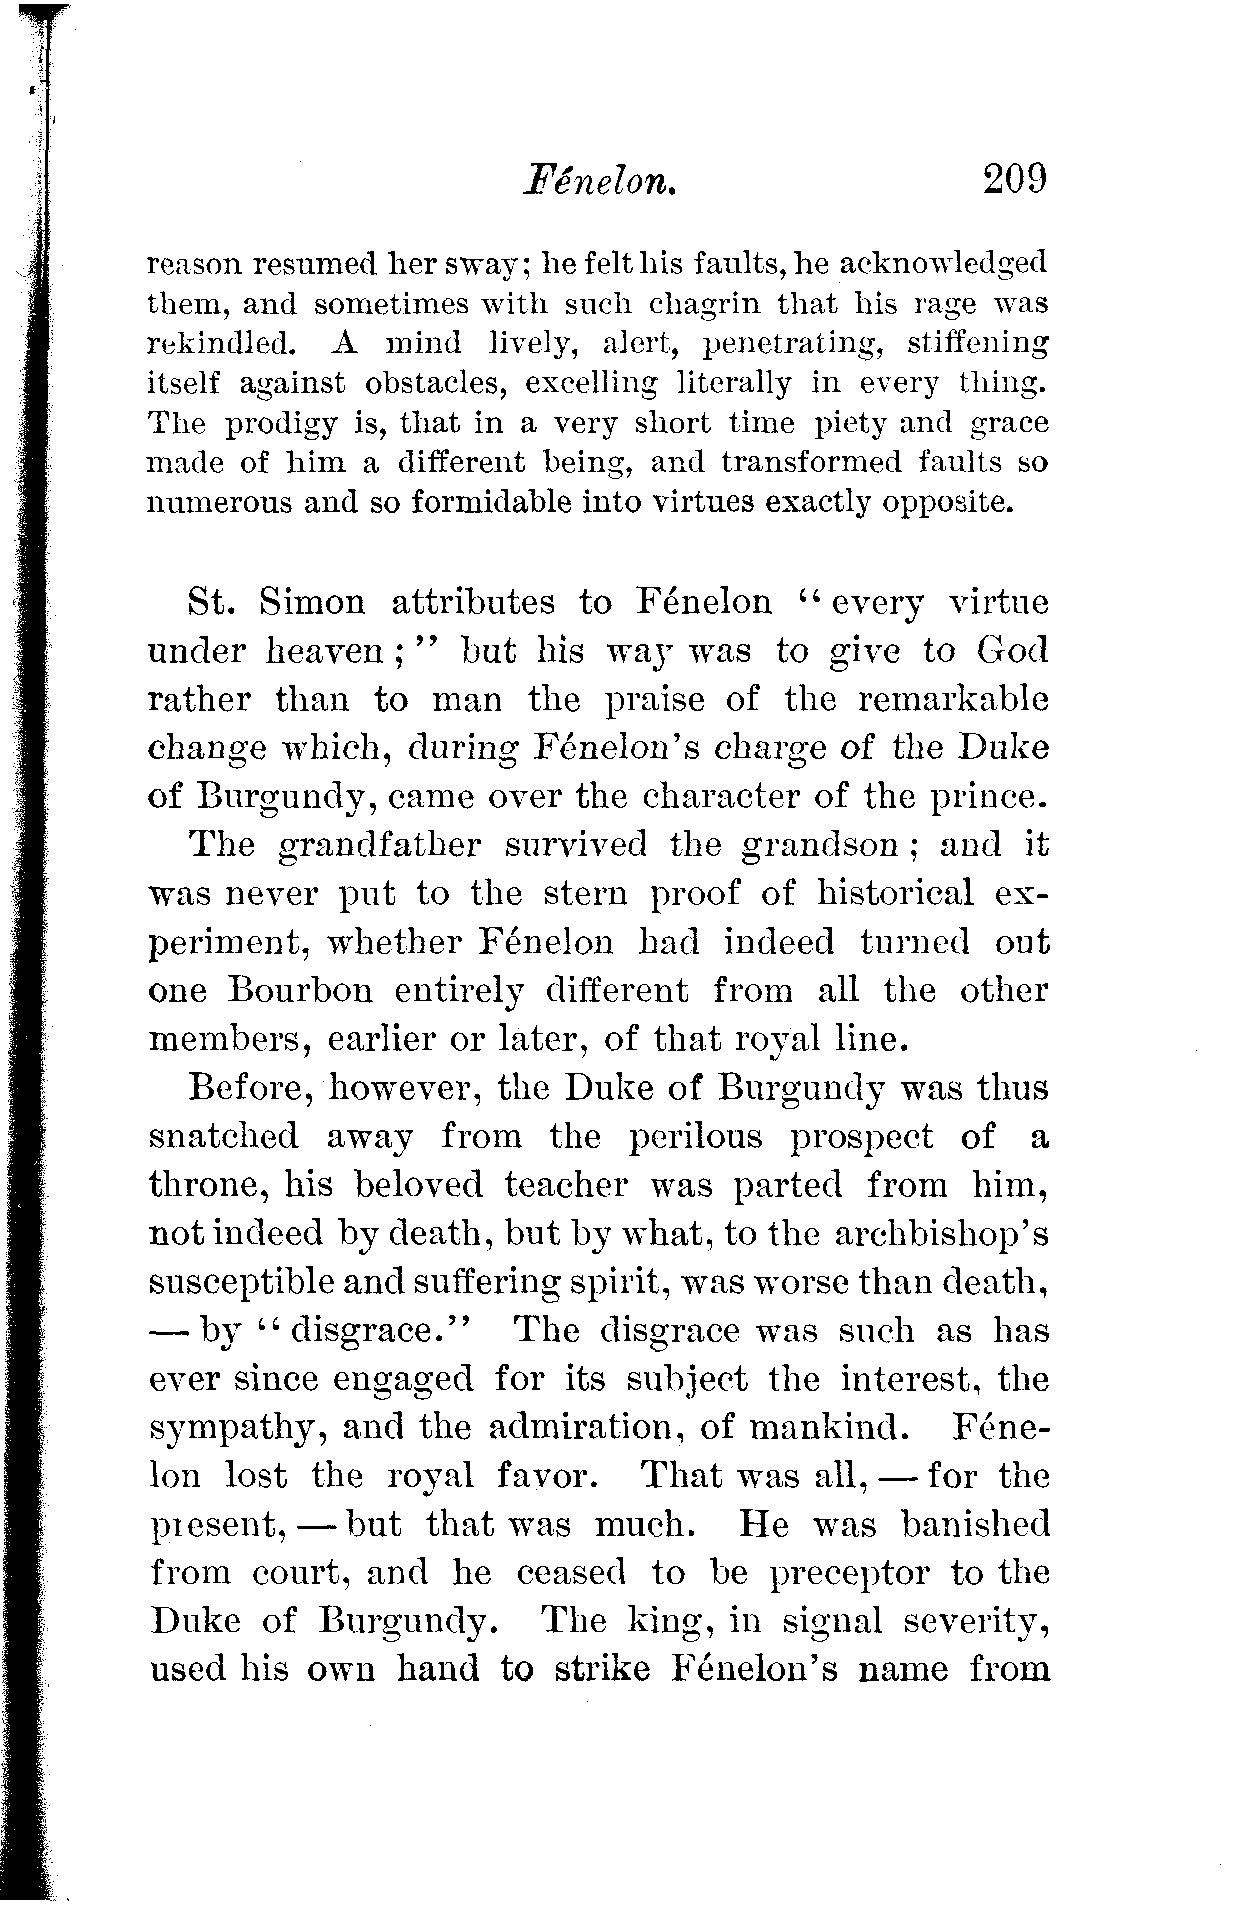 Fénelon. 209
reason resumed her sway; he felt his faults, he acknowledged
them, and sometimes with such chagrin that his rage was
rekindled. A mind lively, alert, penetrating, stiffening
itself against obstacles, excelling literally in every thing.
The prodigy is, that in a very short time piety and grace
made of him a different being, and transformed faults so
numerous and so formidable into virtues exactly opposite.
St. Simon attributes to Fénelon “ every virtue
under heaven ; ” but his way was to give to God
rather than to man the praise of the remarkable
change which, during Fénelon’s charge of the Duke
of Burgundy, came over the character of the prince.
The grandfather survived the grandson ; and it
was never put to the stern proof of historical ex-
periment, whether Fénelon had indeed turned out
one Bourbon entirely different from all the other
members, earlier or later, of that royal line.
Before, however, the Duke of Burgundy was thus
snatched away from the perilous prospect of a
throne, his beloved teacher was parted from him,
not indeed by death, but by what, to the archbishop’s
susceptible and suffering spirit, was worse than death,
— by “ disgrace.” The disgrace was such as has
ever since engaged for its subject the interest, the
sympathy, and the admiration, of mankind. Féne-
lon lost the royal favor. That was all, — for the
present, — but that was much. He was banished
from court, and he ceased to be preceptor to the
Duke of Burgundy. The king, in signal severity,
used his own hand to strike Fénelon’s name from